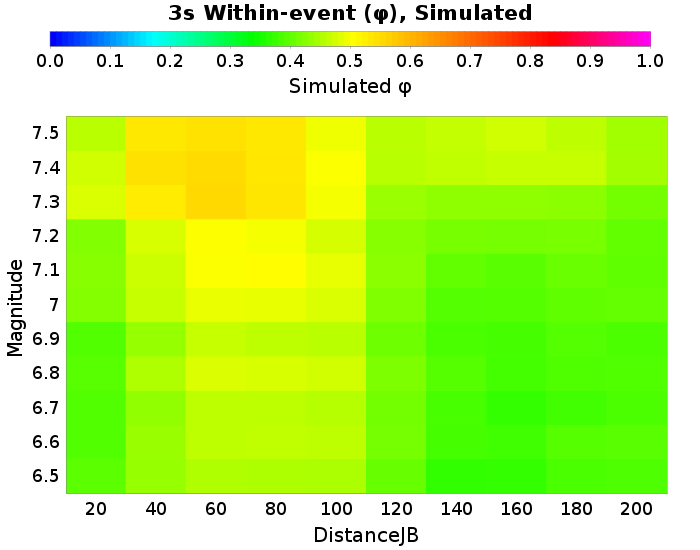 3s Within-event (φ), Simulated
0.0 0.1 0.2 0.3 0.4 0.5 0.6 0.7 0.8 0.9 1.0
Simulated φ
Magnitude
7.5
7.4
7.3
7.2
7.1
7
6.9
6.8
6.7
6.6
6.5
20 40 60 80 100 120 140 160 180 200
DistanceJB